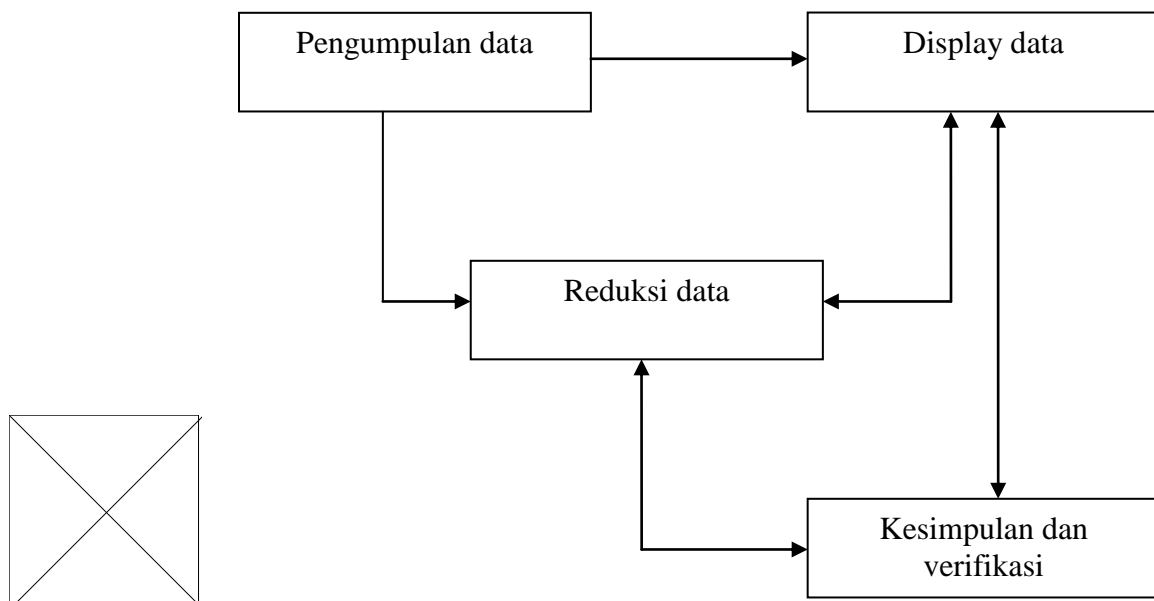 Pengumpulan data
Display data
Reduksi data
Kesimpulan dan
verifikasi